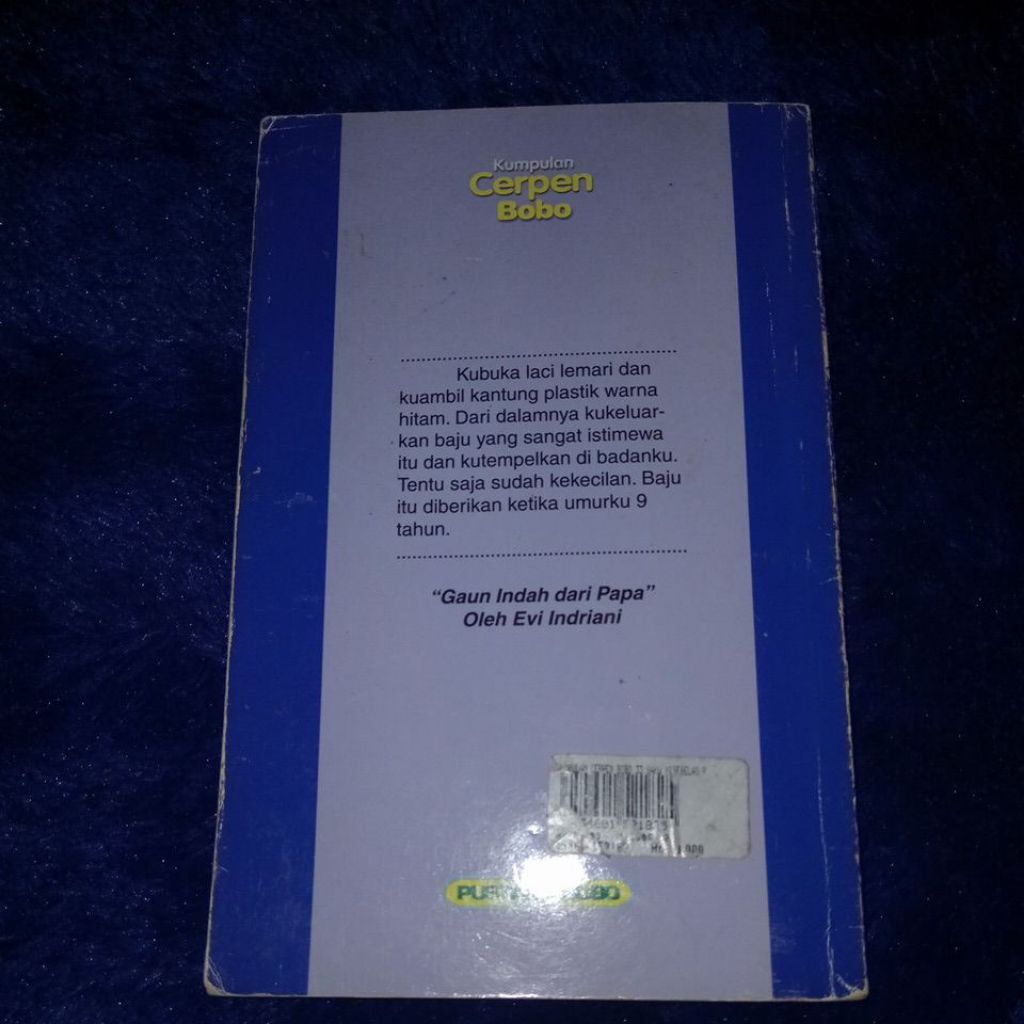 Kumpulan
Cerpen
Bobo
Kubuka laci lemari dan
kuambil kantung plastik warna
hitam. Dari dalamnya kukeluar-
kan baju yang sangat istimewa
itu dan kutempelkan di badanku.
Tentu saja sudah kekecilan. Baju
itu diberikan ketika umurku 9
tahun.
“Gaun Indah dari Papa”
Oleh Evi Indriani
CERPEN BOBO